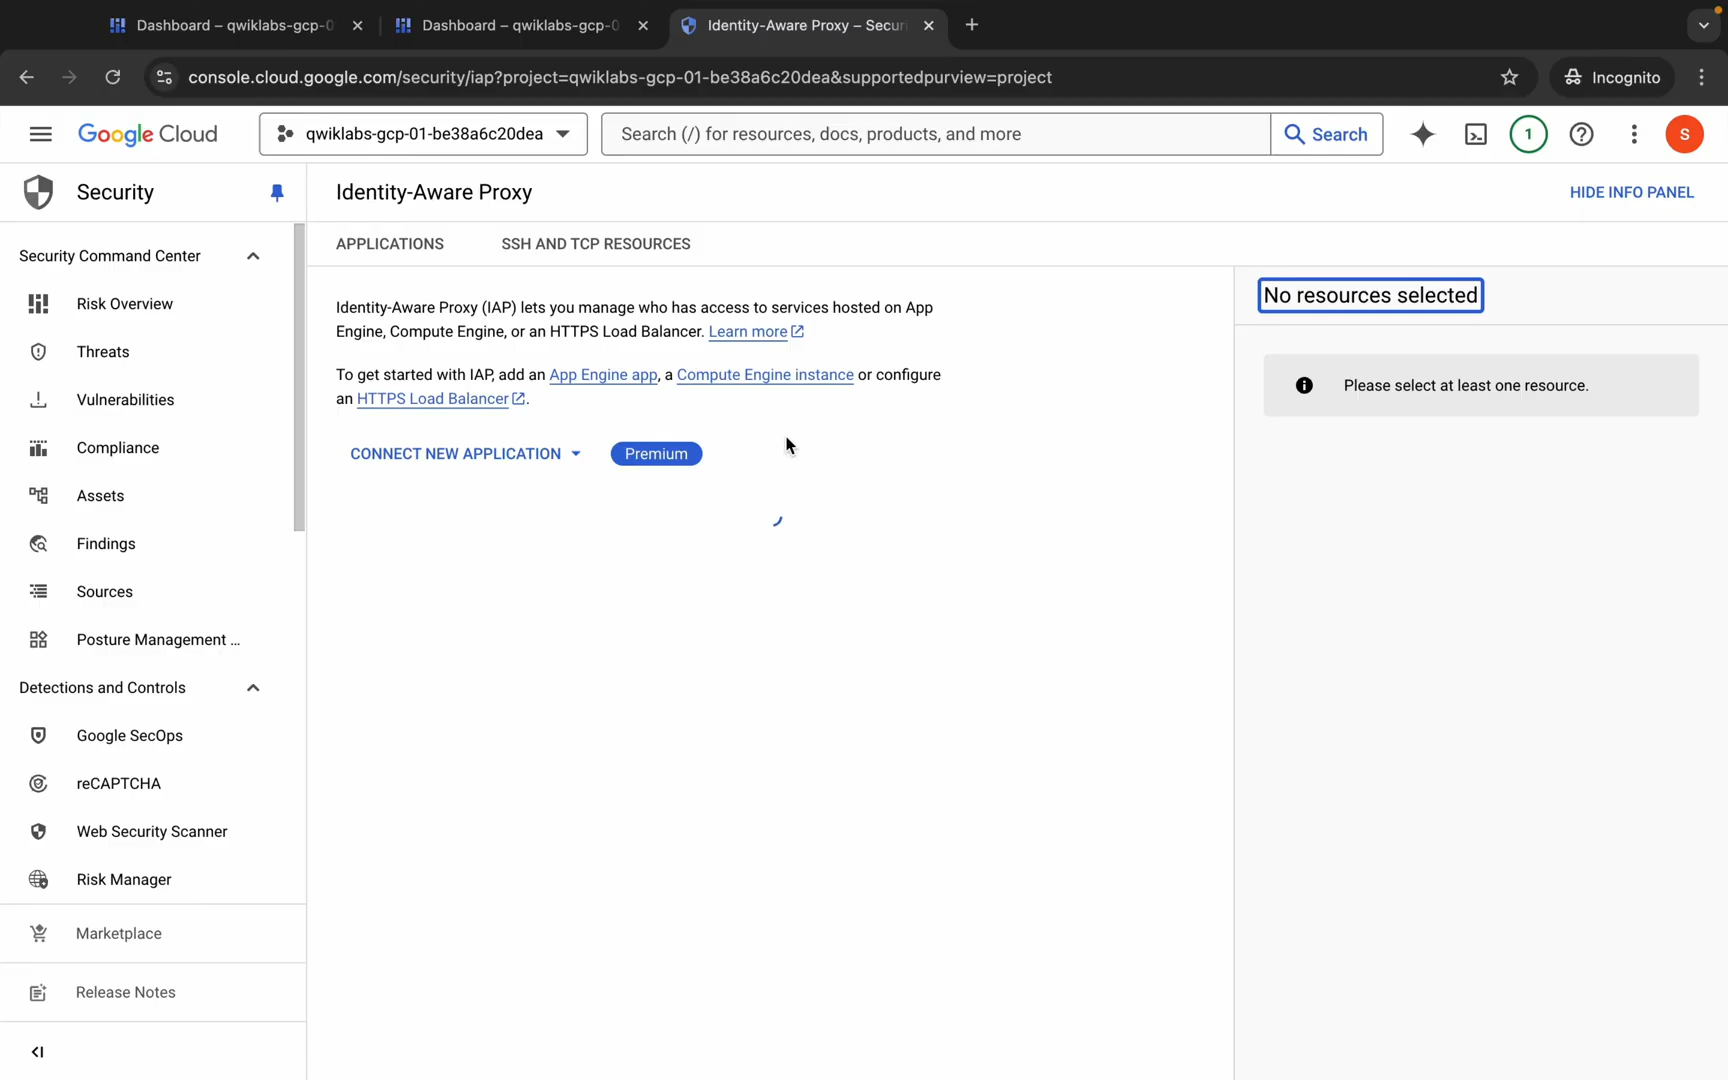 Dashboard – qwiklabs-gcp-0
Dashboard – qwiklabs-gcp-0
Identity-Aware Proxy – Secur
console.cloud.google.com/security/iap?project=qwiklabs-gcp-01-be38a6c20dea&supportedpurview=project
Incognito
Google Cloud
qwiklabs-gcp-01-be38a6c20dea
Search (/) for resources, docs, products, and more
Search
1
S
Security
Identity-Aware Proxy
HIDE INFO PANEL
Security Command Center
Risk Overview
Threats
Vulnerabilities
Compliance
Assets
Findings
Sources
Posture Management ...
Detections and Controls
Google SecOps
reCAPTCHA
Web Security Scanner
Risk Manager
Marketplace
Release Notes
APPLICATIONS
SSH AND TCP RESOURCES
Identity-Aware Proxy (IAP) lets you manage who has access to services hosted on App
Engine, Compute Engine, or an HTTPS Load Balancer. Learn more
To get started with IAP, add an App Engine app, a Compute Engine instance or configure
an HTTPS Load Balancer.
CONNECT NEW APPLICATION
Premium
No resources selected
Please select at least one resource.